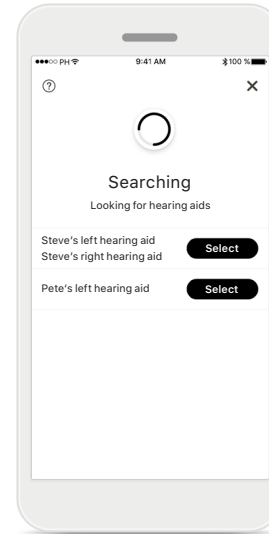 ●●●○○ PH 9:41 AM 100 %
?
Searching
Looking for hearing aids
Steve's left hearing aid
Steve's right hearing aid
Select
Pete's left hearing aid
Select